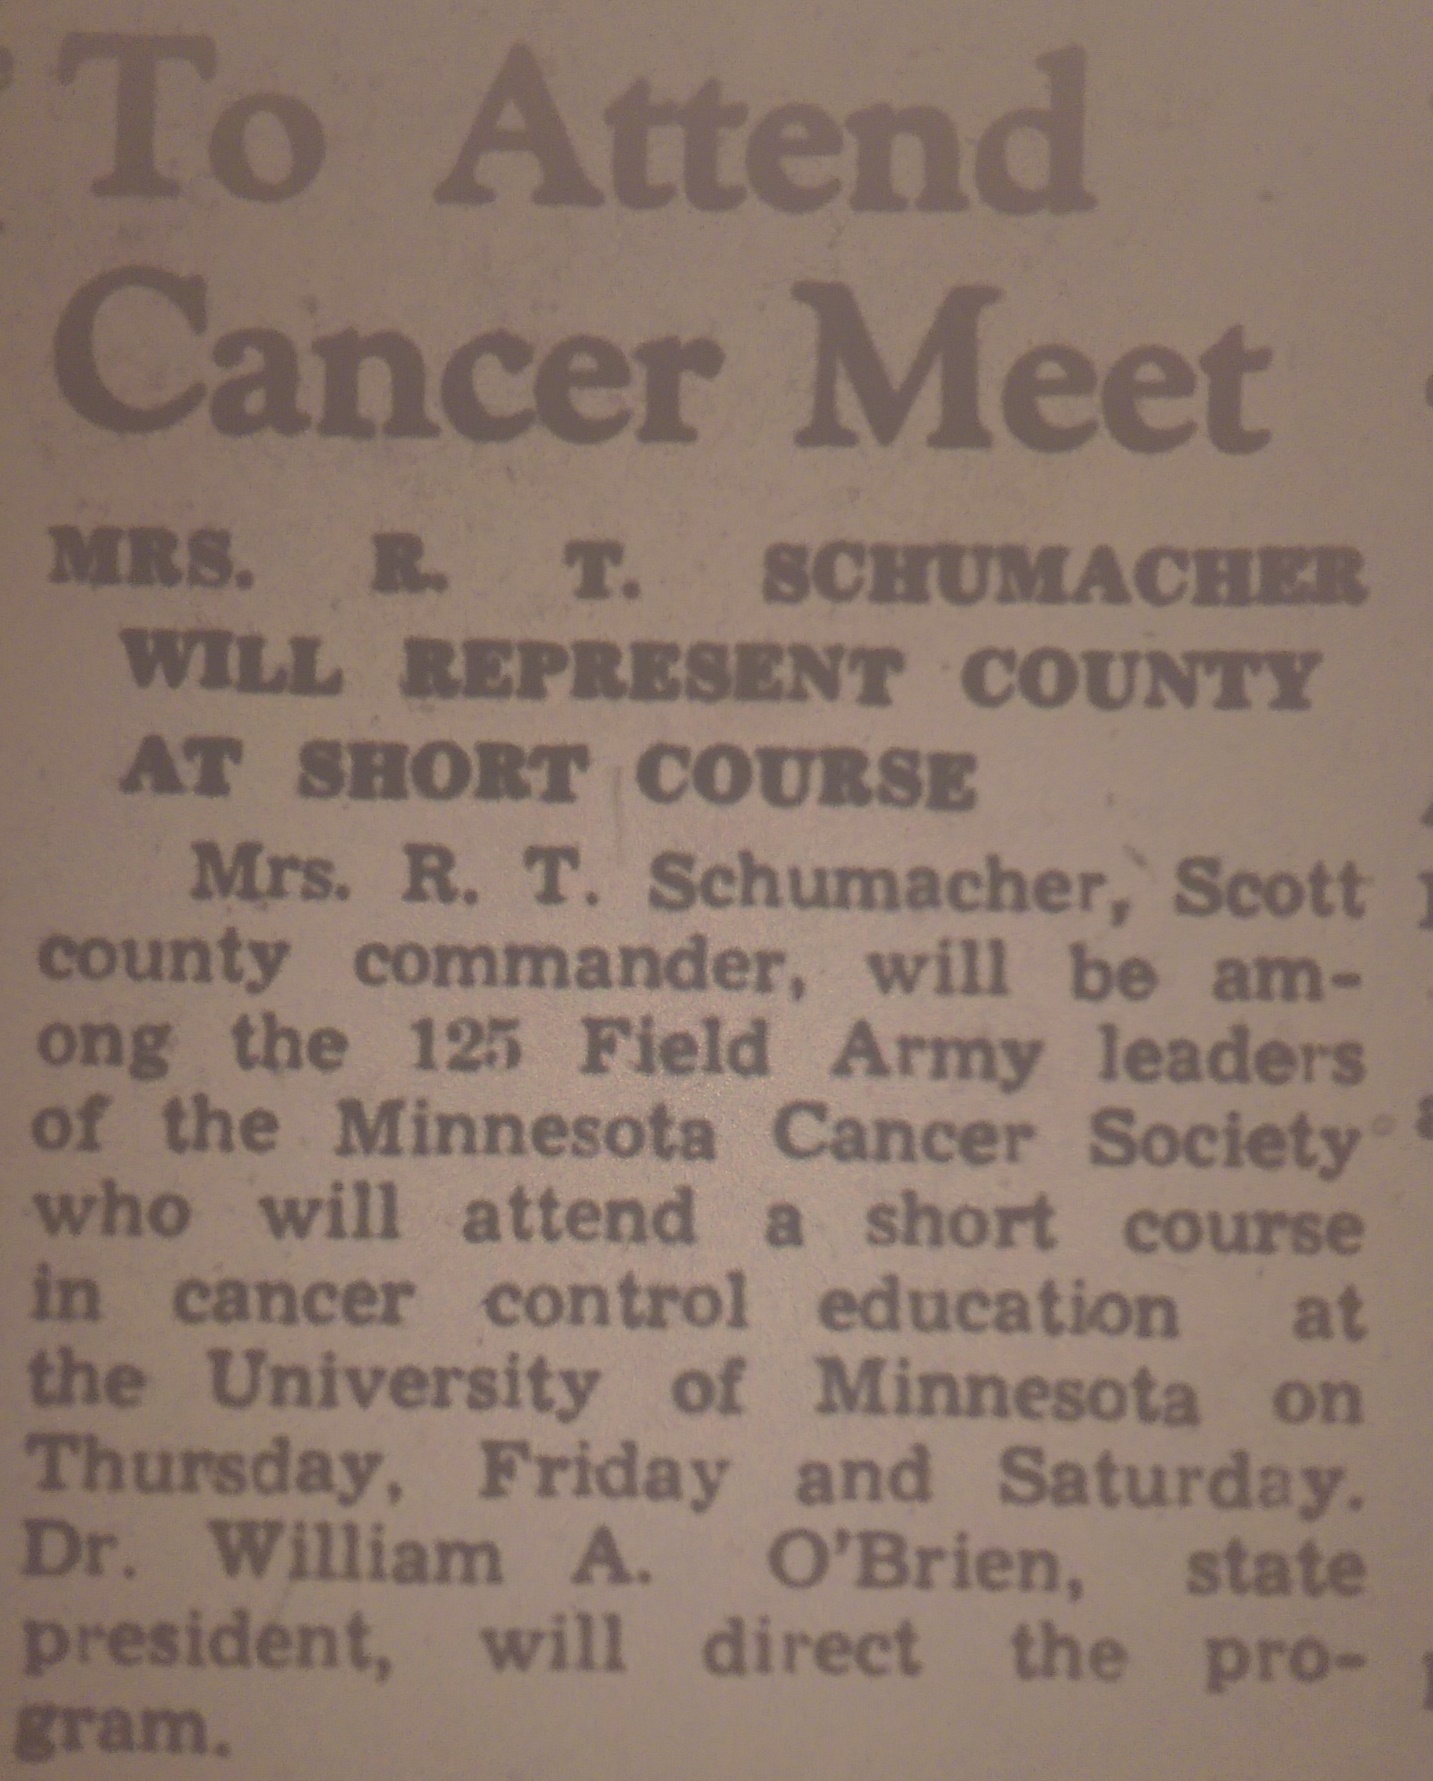 To Attend
Cancer Meet
MRS. R. T. SCHUMACHER
WILL REPRESENT COUNTY
AT SHORT COURSE
Mrs. R. T. Schumacher, Scott
county commander, will be am-
ong the 125 Field Army leaders
of the Minnesota Cancer Society
who will attend a short course
in cancer control education at
the University of Minnesota on
Thursday, Friday and Saturday.
Dr. William A. O'Brien, state
president, will direct the pro-
gram.